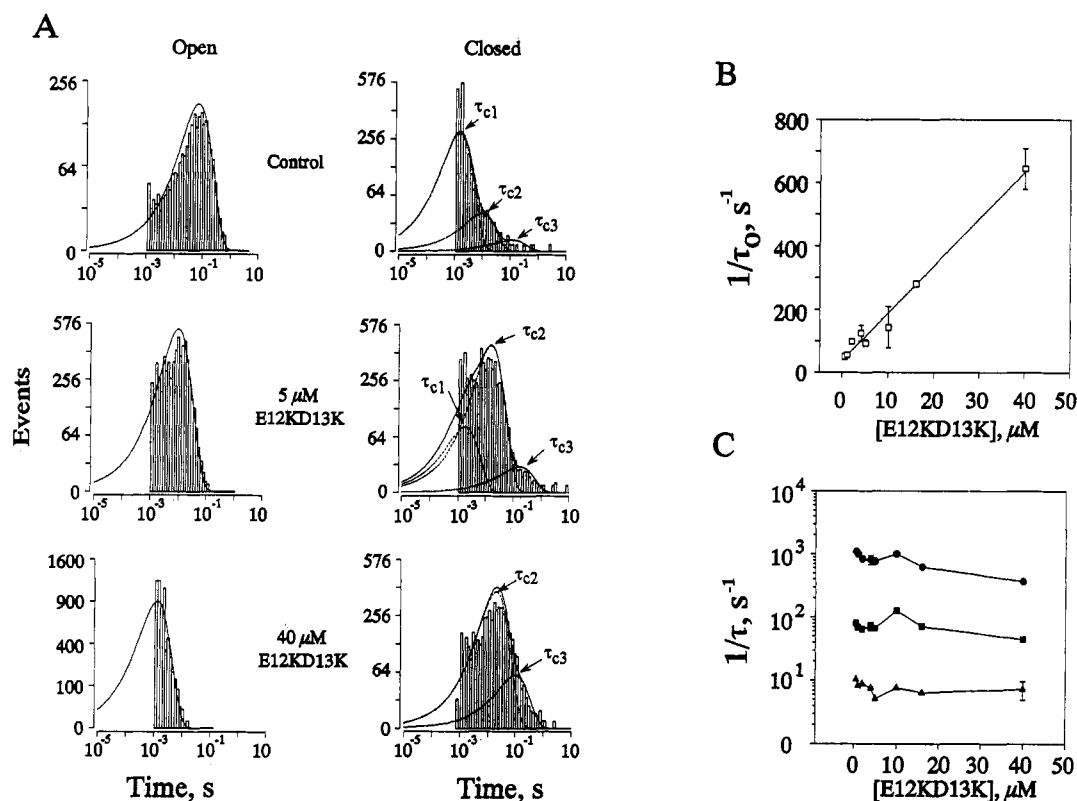 A
Open
Closed
256
64
0
10⁻⁵ 10⁻³ 10⁻¹ 10
Control
576
256
64
0
10⁻⁵ 10⁻³ 10⁻¹ 10
τc1
τc2
τc3
Events
576
256
64
0
10⁻⁵ 10⁻³ 10⁻¹ 10
5 μM
E12KD13K
576
256
64
0
10⁻⁵ 10⁻³ 10⁻¹ 10
τc1
τc2
τc3
1600
900
400
100
0
10⁻⁵ 10⁻³ 10⁻¹ 10
40 μM
E12KD13K
576
256
64
0
10⁻⁵ 10⁻³ 10⁻¹ 10
τc2
τc3
Time, s
Time, s
B
800
600
400
200
0
1/τO, s⁻¹
0 10 20 30 40 50
[E12KD13K], μM
C
10⁴
10³
10²
10¹
0
1/τ, s⁻¹
0 10 20 30 40 50
[E12KD13K], μM